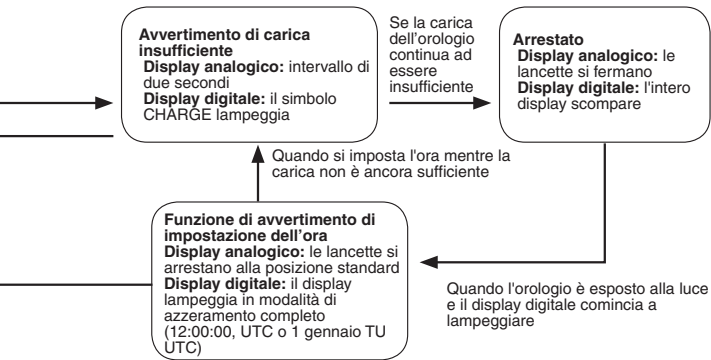 Avvertimento di carica
insufficiente
Display analogico: intervallo di
due secondi
Display digitale: il simbolo
CHARGE lampeggia
Se la carica
dell'orologio
continua ad
essere
insufficiente
Arrestato
Display analogico: le
lancette si fermano
Display digitale: l'intero
display scompare
Quando si imposta l'ora mentre la
carica non è ancora sufficiente
Funzione di avvertimento di
impostazione dell'ora
Display analogico: le lancette si
arrestano alla posizione standard
Display digitale: il display
lampeggia in modalità di
azzeramento completo
(12:00:00, UTC o 1 gennaio TU
UTC)
Quando l'orologio è esposto alla luce
e il display digitale comincia a
lampeggiare